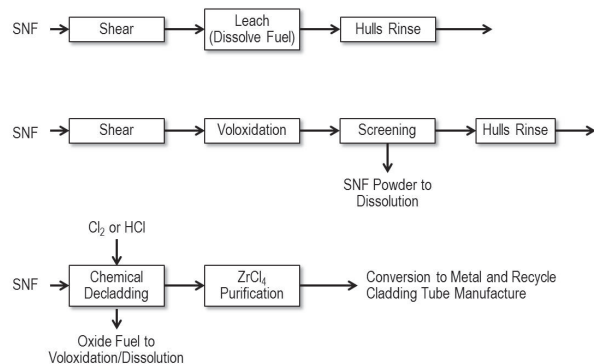 SNF
Shear
Leach
(Dissolve Fuel)
Hulls Rinse
SNF
Shear
Voloxidation
Screening
Hulls Rinse
SNF Powder to
Dissolution
Cl₂ or HCl
SNF
Chemical
Decladding
ZrCl₄
Purification
Conversion to Metal and Recycle
Cladding Tube Manufacture
Oxide Fuel to
Voloxidation/Dissolution